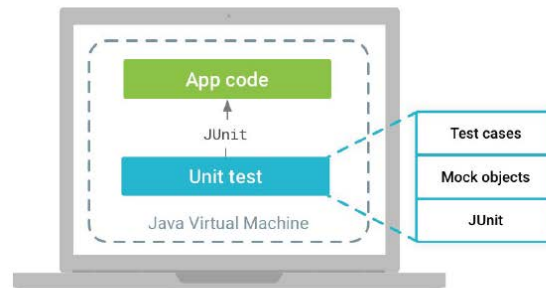 App code
JUnit
Unit test
Java Virtual Machine
Test cases
Mock objects
JUnit